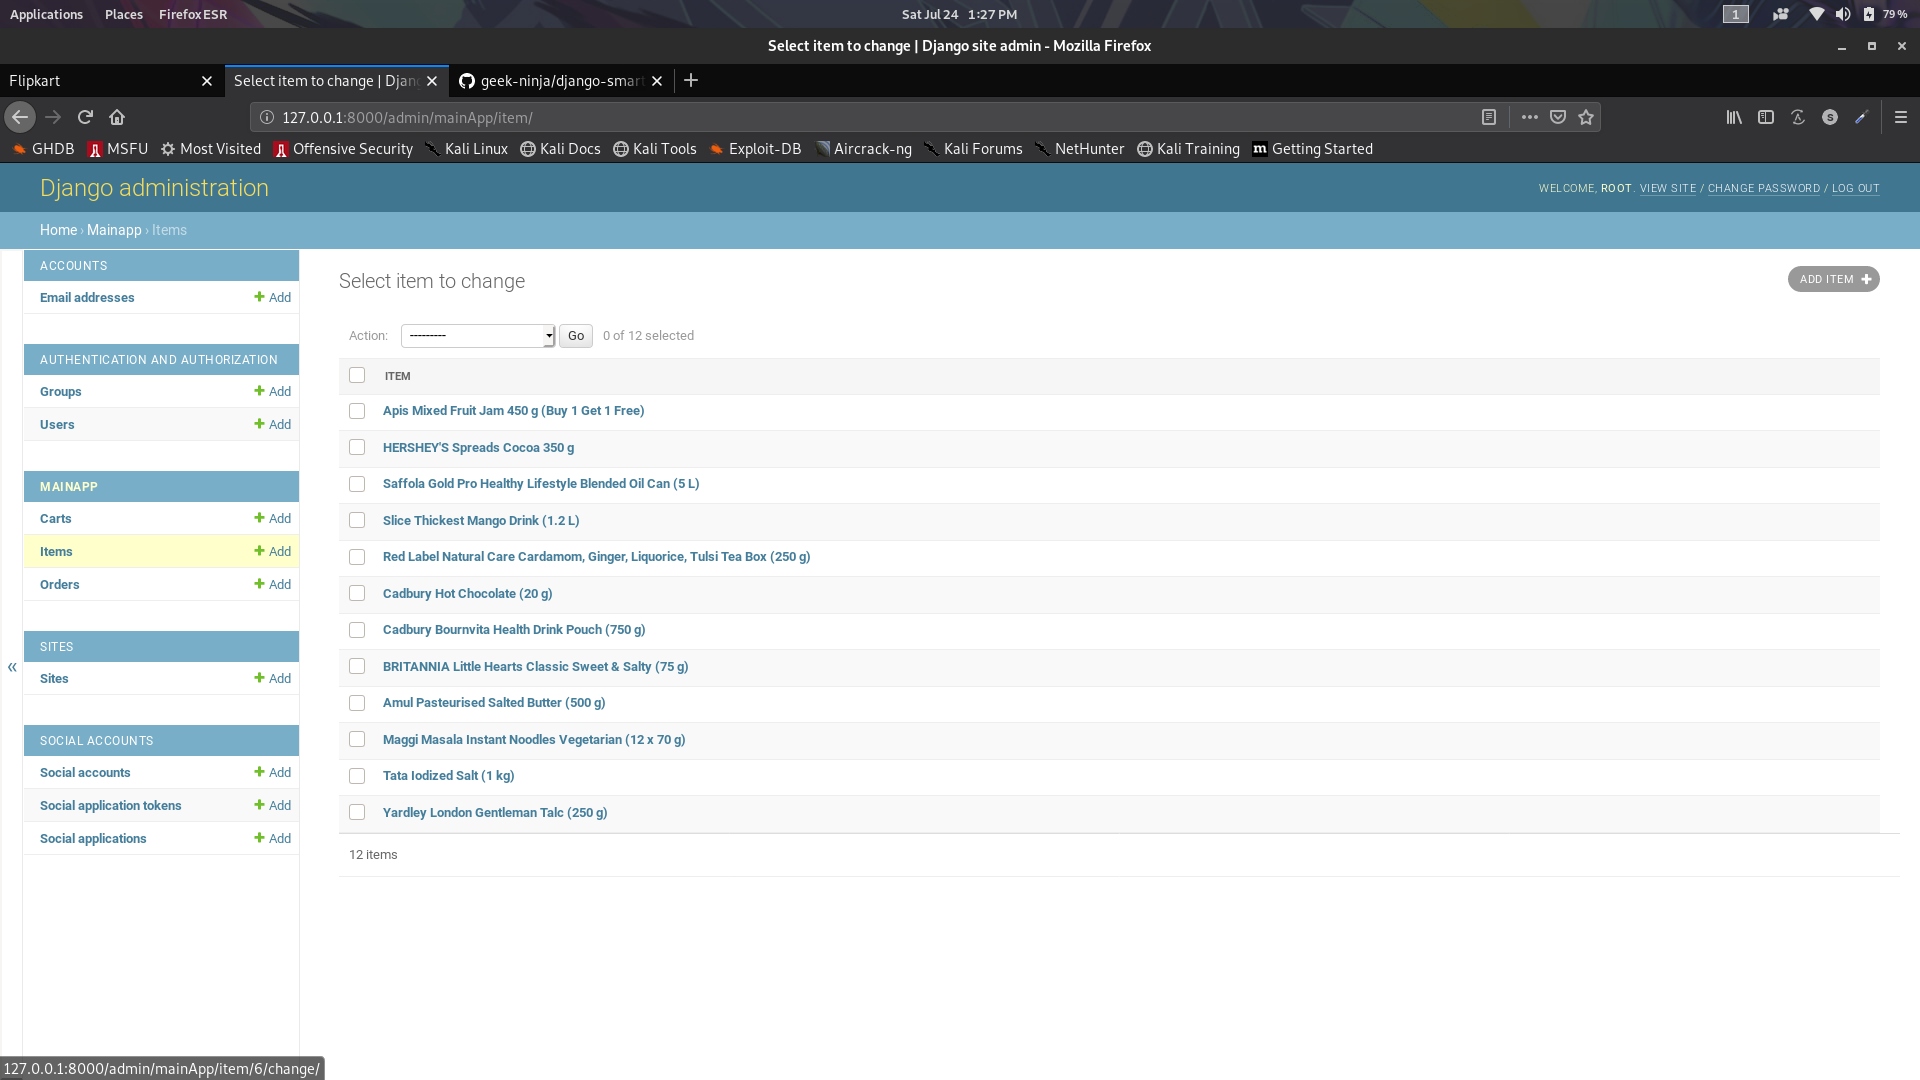 Applications Places Firefox ESR Sat Jul 24 1:27 PM 1 79 %
Select item to change | Django site admin - Mozilla Firefox
Flipkart Select item to change | Djan geek-ninja/django-smar
127.0.0.1:8000/admin/mainApp/item/
GHDB MSFU Most Visited Offensive Security Kali Linux Kali Docs Kali Tools Exploit-DB Aircrack-ng Kali Forums NetHunter Kali Training Getting Started
Django administration WELCOME, ROOT. VIEW SITE / CHANGE PASSWORD / LOG OUT
Home › Mainapp › Items
ACCOUNTS
Email addresses Add
AUTHENTICATION AND AUTHORIZATION
Groups Add
Users Add
MAINAPP
Carts Add
Items Add
Orders Add
SITES
Sites Add
SOCIAL ACCOUNTS
Social accounts Add
Social application tokens Add
Social applications Add
«
Select item to change ADD ITEM
Action: --------- Go 0 of 12 selected
ITEM
Apis Mixed Fruit Jam 450 g (Buy 1 Get 1 Free)
HERSHEY'S Spreads Cocoa 350 g
Saffola Gold Pro Healthy Lifestyle Blended Oil Can (5 L)
Slice Thickest Mango Drink (1.2 L)
Red Label Natural Care Cardamom, Ginger, Liquorice, Tulsi Tea Box (250 g)
Cadbury Hot Chocolate (20 g)
Cadbury Bournvita Health Drink Pouch (750 g)
BRITANNIA Little Hearts Classic Sweet & Salty (75 g)
Amul Pasteurised Salted Butter (500 g)
Maggi Masala Instant Noodles Vegetarian (12 x 70 g)
Tata Iodized Salt (1 kg)
Yardley London Gentleman Talc (250 g)
12 items
127.0.0.1:8000/admin/mainApp/item/6/change/